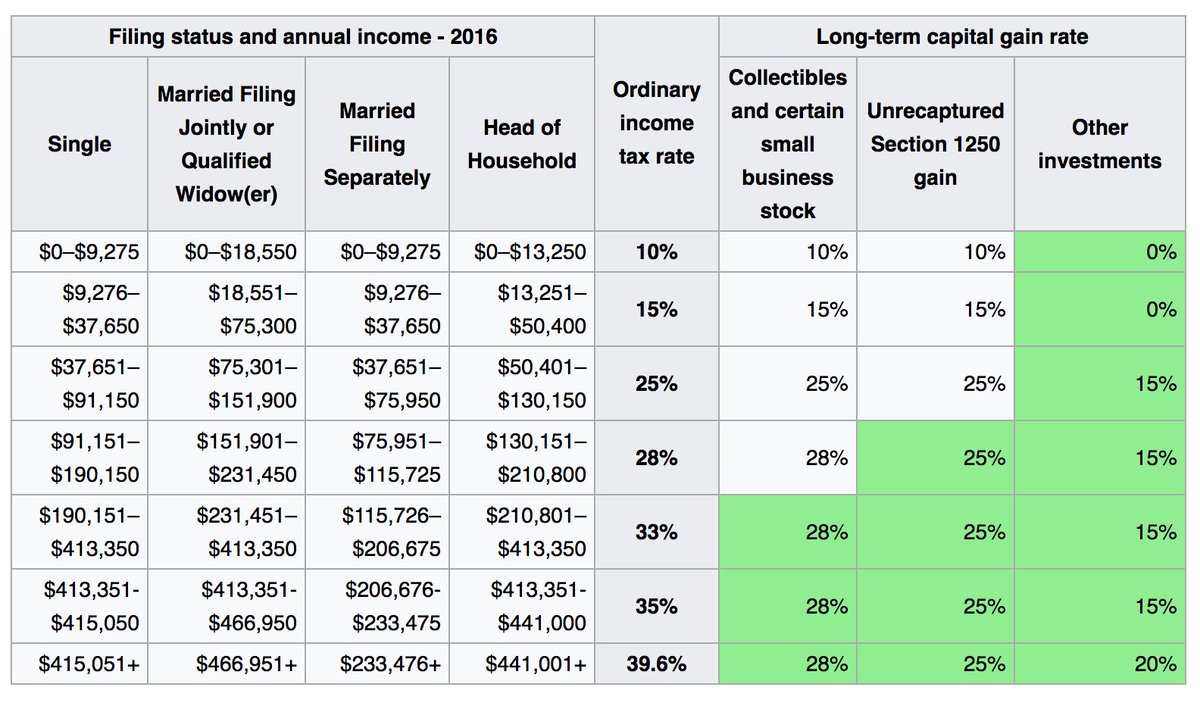 Filing status and annual income - 2016
Long-term capital gain rate
Single
Married Filing
Jointly or
Qualified
Widow(er)
Married
Filing
Separately
Head of
Household
Ordinary
income
tax rate
Collectibles
and certain
small
business
stock
Unrecaptured
Section 1250
gain
Other
investments
$0–$9,275 $0–$18,550 $0–$9,275 $0–$13,250 10% 10% 10% 0%
$9,276– $18,551– $9,276– $13,251–
$37,650 $75,300 $37,650 $50,400
15% 15% 15% 0%
$37,651– $75,301– $37,651– $50,401–
$91,150 $151,900 $75,950 $130,150
25% 25% 25% 15%
$91,151– $151,901– $75,951– $130,151–
$190,150 $231,450 $115,725 $210,800
28% 28% 25% 15%
$190,151– $231,451– $115,726– $210,801–
$413,350 $413,350 $206,675 $413,350
33% 28% 25% 15%
$413,351- $413,351- $206,676- $413,351-
$415,050 $466,950 $233,475 $441,000
35% 28% 25% 15%
$415,051+ $466,951+ $233,476+ $441,001+ 39.6% 28% 25% 20%